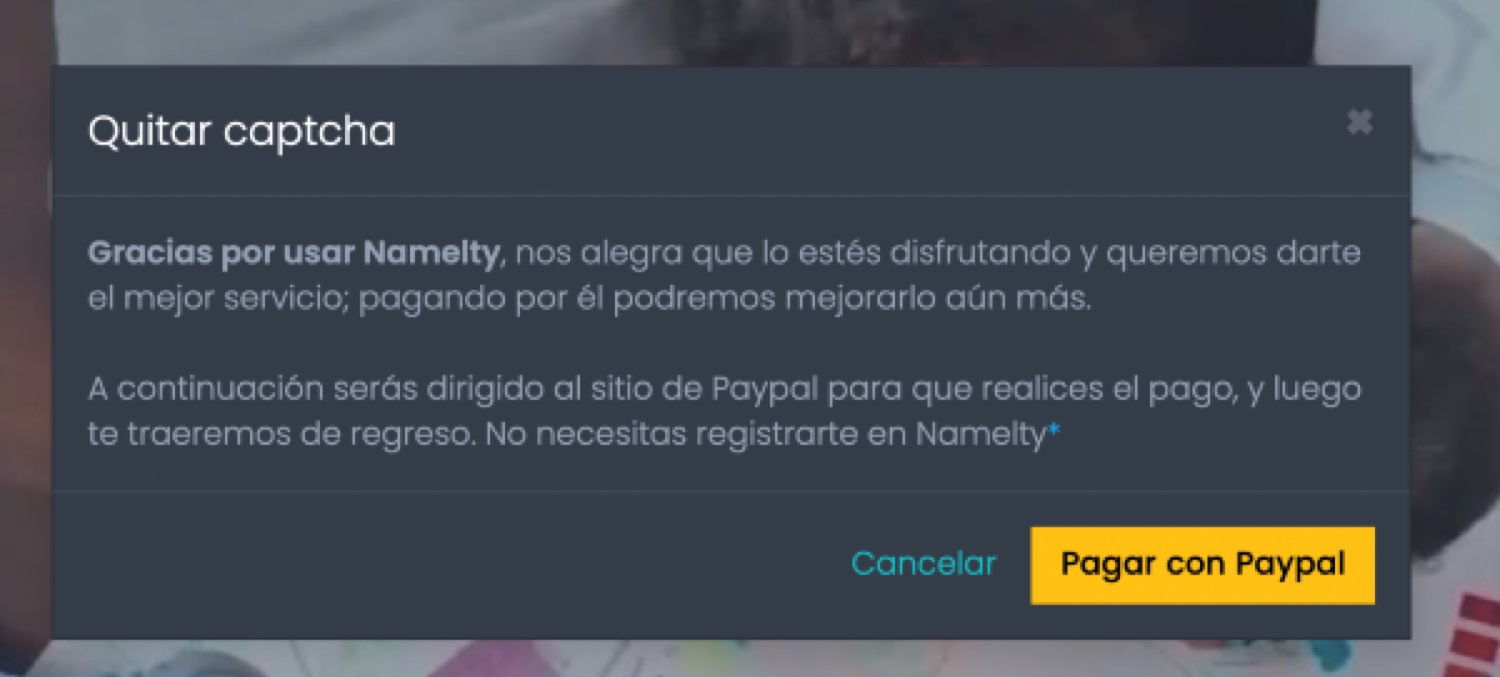 Quitar captcha
Gracias por usar Namelty, nos alegra que lo estés disfrutando y queremos darte
el mejor servicio; pagando por él podremos mejorarlo aún más.
A continuación serás dirigido al sitio de Paypal para que realices el pago, y luego
te traeremos de regreso. No necesitas registrarte en Namelty*
Cancelar Pagar con Paypal